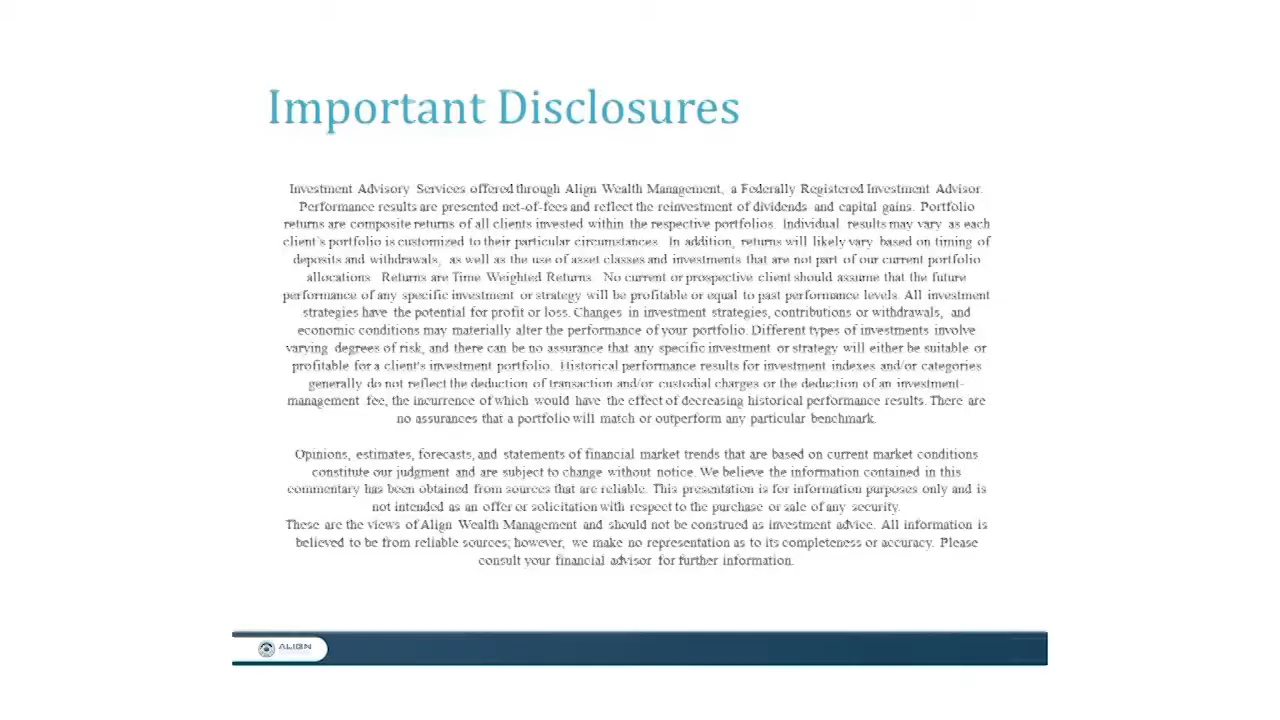 Important Disclosures
Investment Advisory Services offered through Align Wealth Management, a Federally Registered Investment Advisor.
Performance results are presented net-of-fees and reflect the reinvestment of dividends and capital gains. Portfolio
returns are composite returns of all clients invested within the respective portfolios. Individual results may vary as each
client's portfolio is customized to their particular circumstances. In addition, returns will likely vary based on timing of
deposits and withdrawals, as well as the use of asset classes and investments that are not part of our current portfolio
allocations. Returns are Time Weighted Returns. No current or prospective client should assume that the future
performance of any specific investment or strategy will be profitable or equal to past performance levels. All investment
strategies have the potential for profit or loss. Changes in investment strategies, contributions or withdrawals, and
economic conditions may materially alter the performance of your portfolio. Different types of investments involve
varying degrees of risk, and there can be no assurance that any specific investment or strategy will either be suitable or
profitable for a client's investment portfolio. Historical performance results for investment indexes and/or categories
generally do not reflect the deduction of transaction and/or custodial charges or the deduction of an investment-
management fee, the incurrence of which would have the effect of decreasing historical performance results. There are
no assurances that a portfolio will match or outperform any particular benchmark.
Opinions, estimates, forecasts, and statements of financial market trends that are based on current market conditions
constitute our judgment and are subject to change without notice. We believe the information contained in this
commentary has been obtained from sources that are reliable. This presentation is for information purposes only and is
not intended as an offer or solicitation with respect to the purchase or sale of any security.
These are the views of Align Wealth Management and should not be construed as investment advice. All information is
believed to be from reliable sources; however, we make no representation as to its completeness or accuracy. Please
consult your financial advisor for further information.
ALIGN